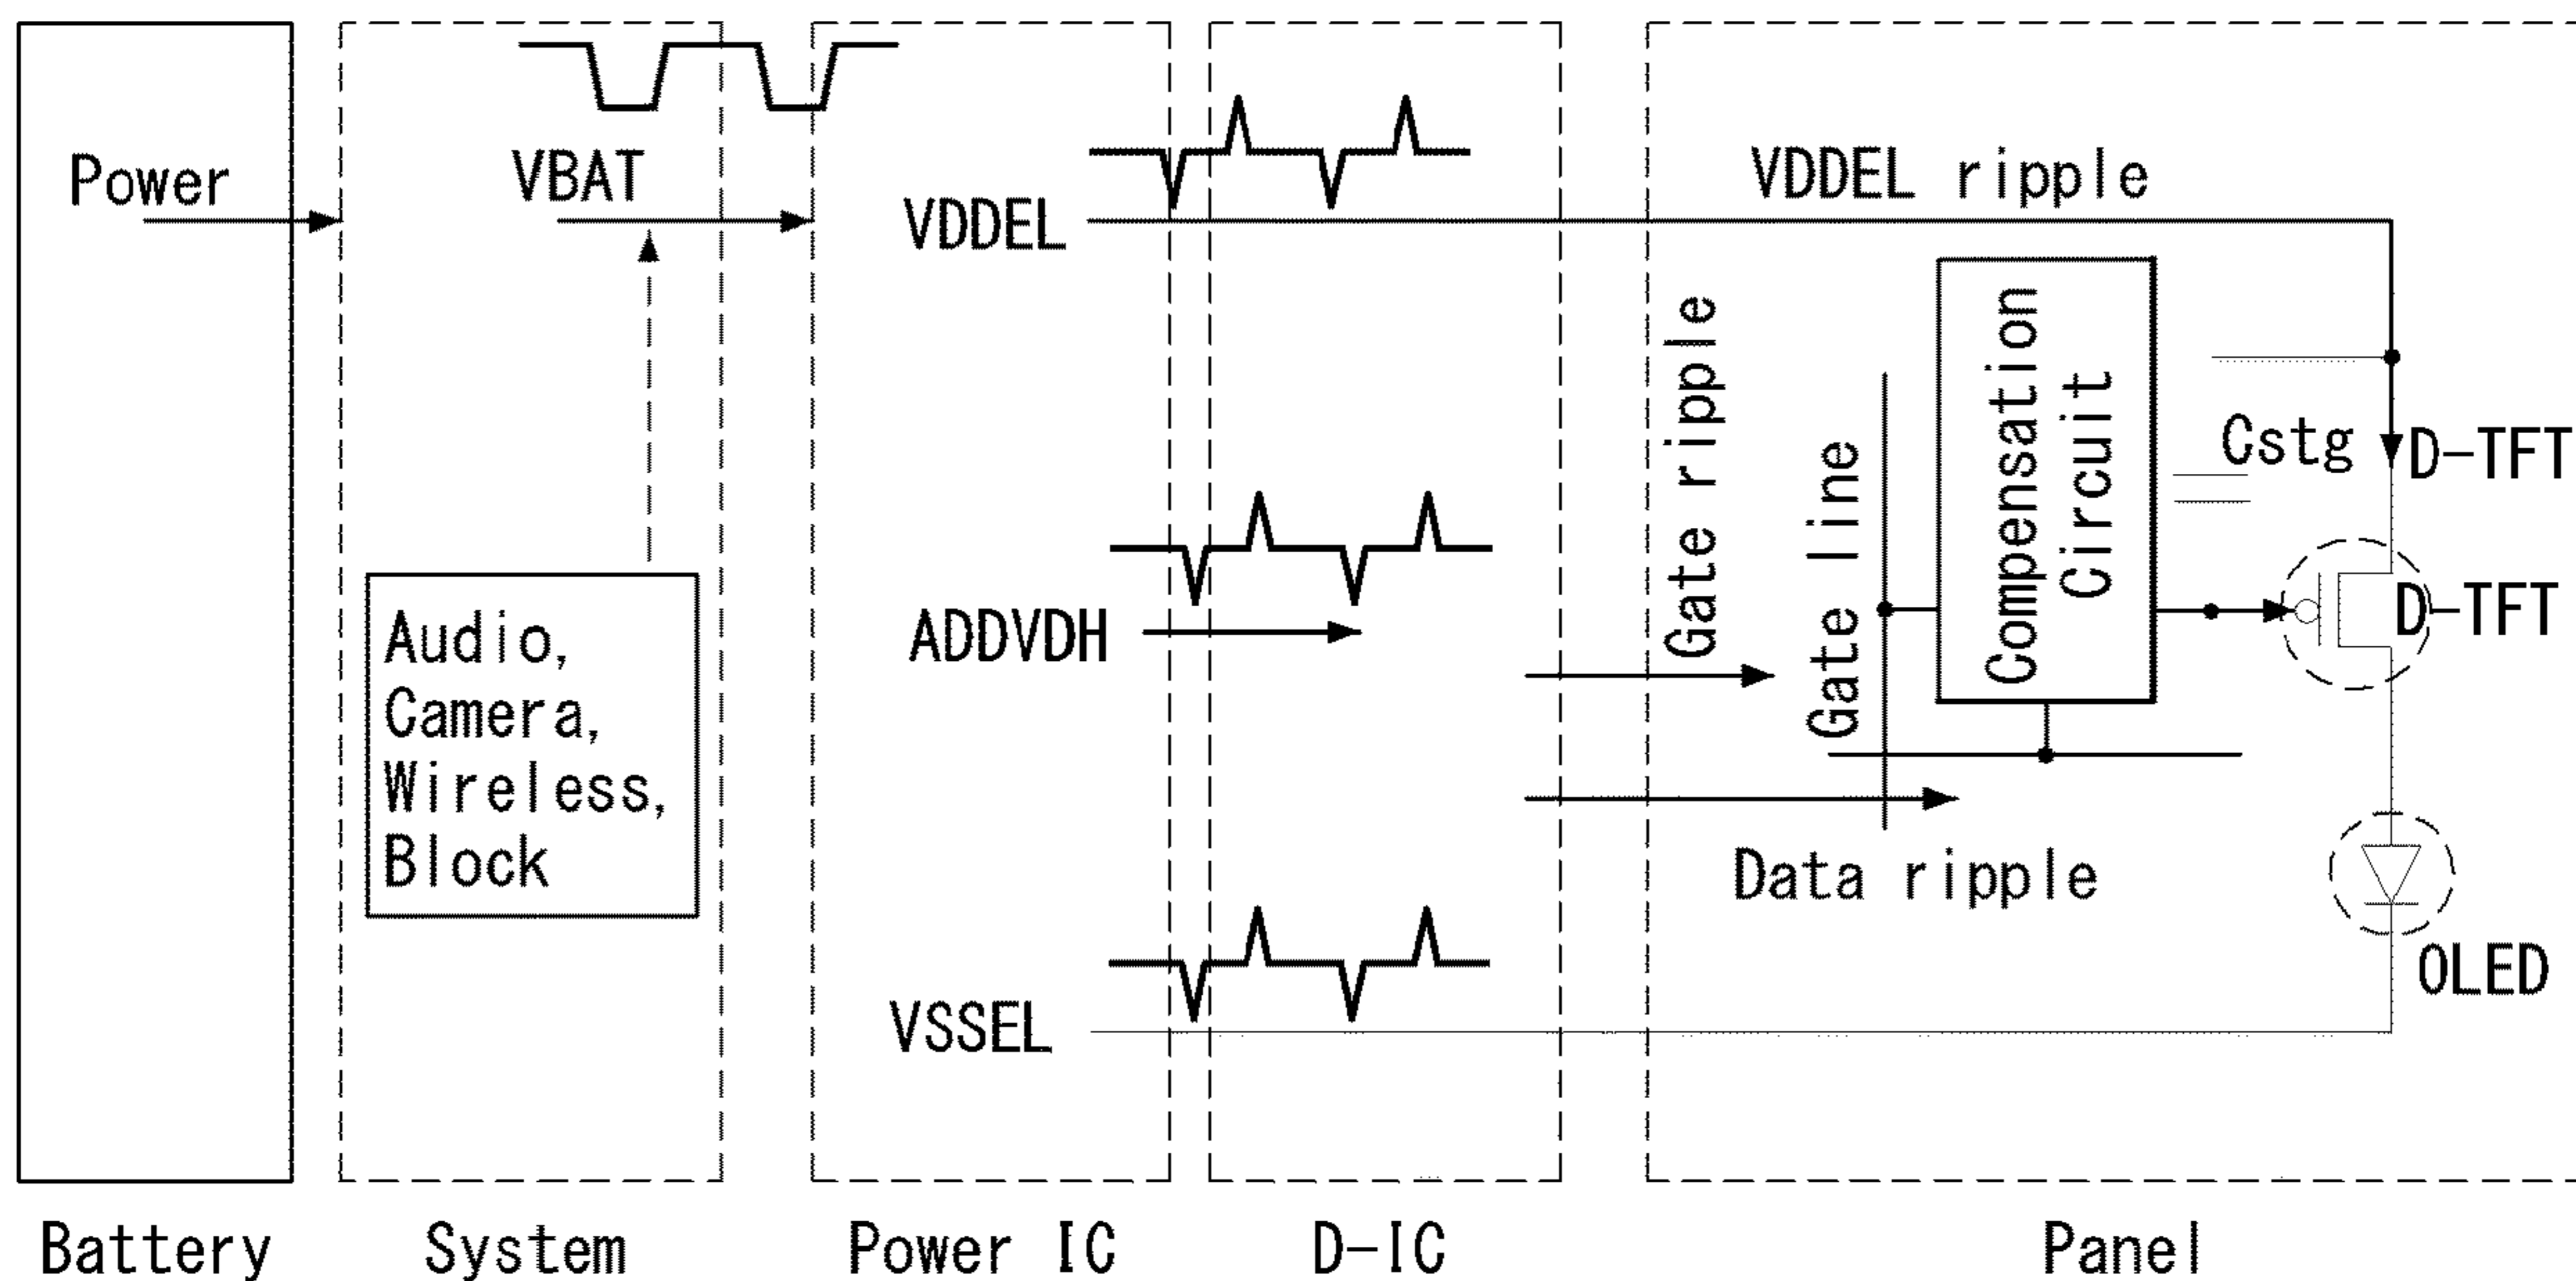 Power
VBAT
VDDEL
VDDEL ripple
Audio,
Camera,
Wireless,
Block
ADDVDH
Gate ripple
Gate line
Compensation
Circuit
Cstg
D-TFT
D-TFT
Data ripple
VSSEL
OLED
Battery
System
Power IC
D-IC
Panel